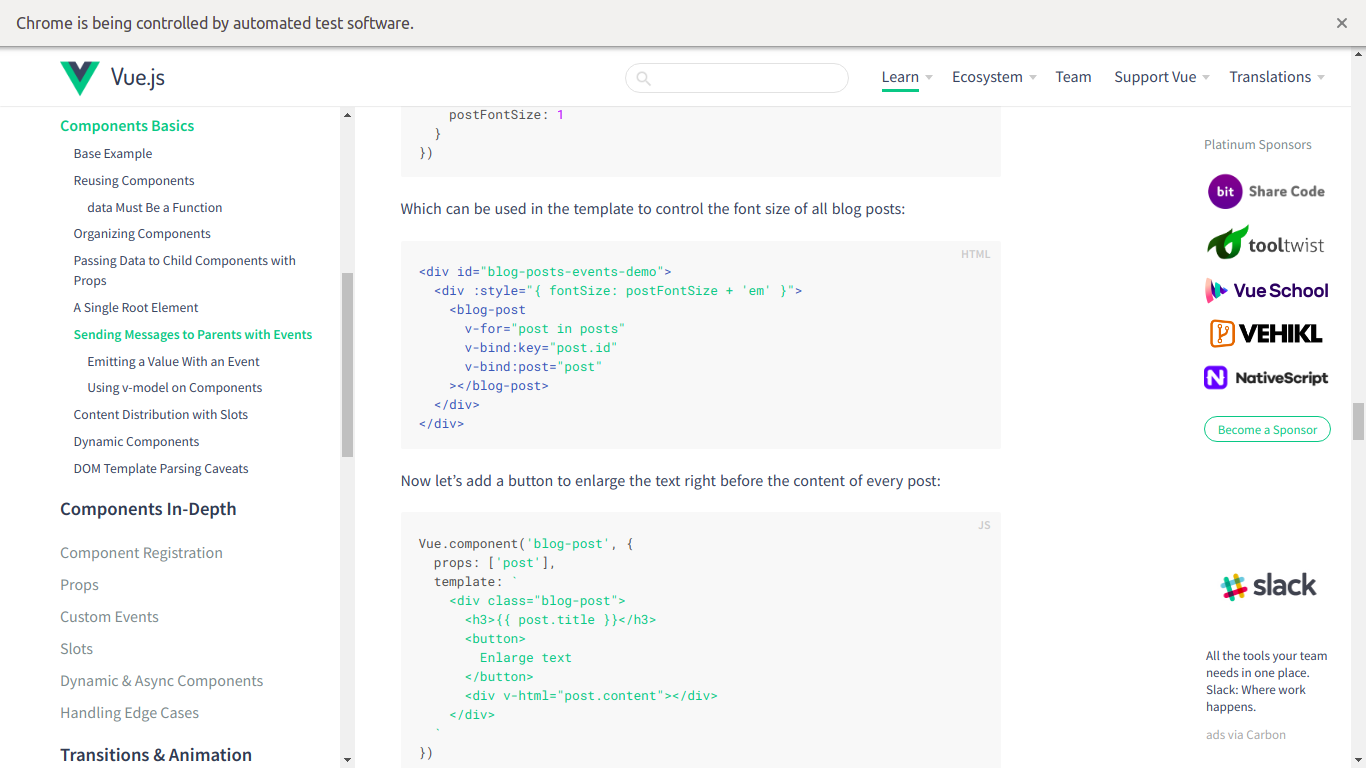 Chrome is being controlled by automated test software.
Vue.js
Learn
Ecosystem
Team
Support Vue
Translations
Components Basics
Base Example
Reusing Components
data Must Be a Function
Organizing Components
Passing Data to Child Components with
Props
A Single Root Element
Sending Messages to Parents with Events
Emitting a Value With an Event
Using v-model on Components
Content Distribution with Slots
Dynamic Components
DOM Template Parsing Caveats
Components In-Depth
Component Registration
Props
Custom Events
Slots
Dynamic & Async Components
Handling Edge Cases
Transitions & Animation
postFontSize: 1
}
})
Which can be used in the template to control the font size of all blog posts:
HTML
<div id="blog-posts-events-demo">
<div :style="{ fontSize: postFontSize + 'em' }">
<blog-post
v-for="post in posts"
v-bind:key="post.id"
v-bind:post="post"
></blog-post>
</div>
</div>
Now let’s add a button to enlarge the text right before the content of every post:
JS
Vue.component('blog-post', {
props: ['post'],
template: `
<div class="blog-post">
<h3>{{ post.title }}</h3>
<button>
Enlarge text
</button>
<div v-html="post.content"></div>
</div>
`
})
Platinum Sponsors
bit Share Code
tooltwist
Vue School
VEHIKL
N NativeScript
Become a Sponsor
slack
All the tools your team
needs in one place.
Slack: Where work
happens.
ads via Carbon